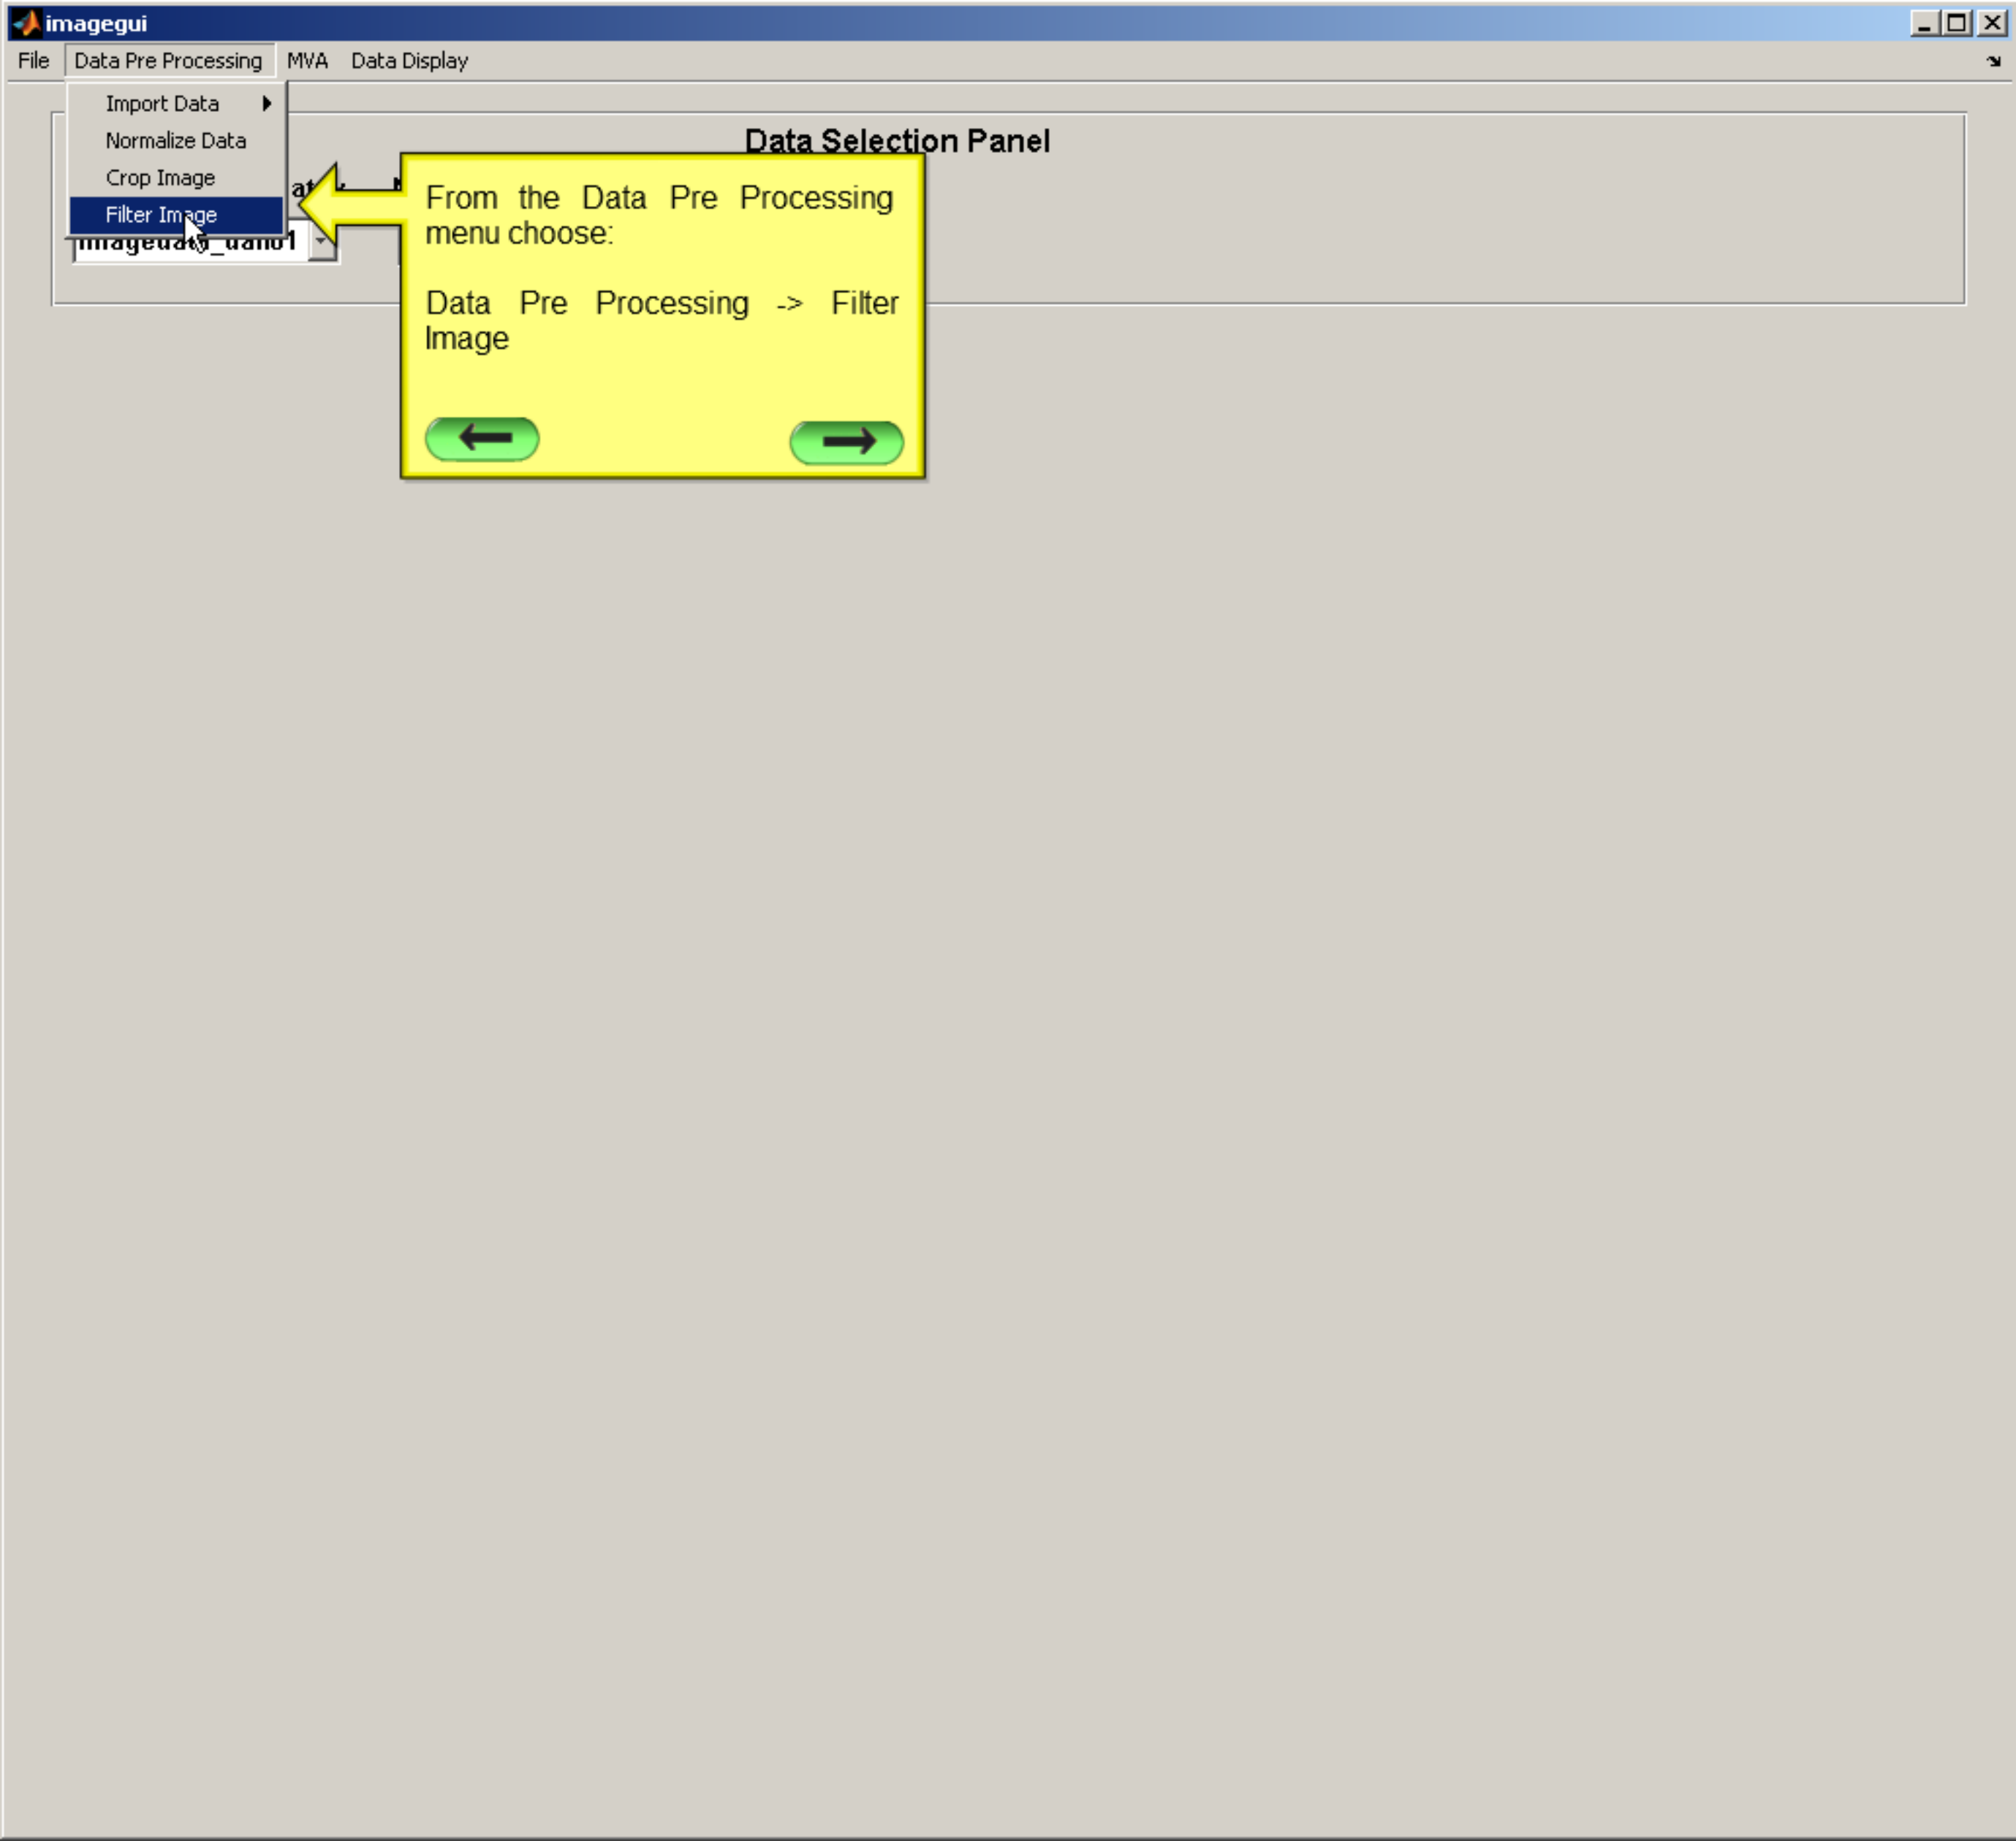 imagegui
File Data Pre Processing MVA Data Display
Import Data
Normalize Data
Crop Image
Filter Image
Data Selection Panel
From the Data Pre Processing
menu choose:
Data Pre Processing -> Filter
Image